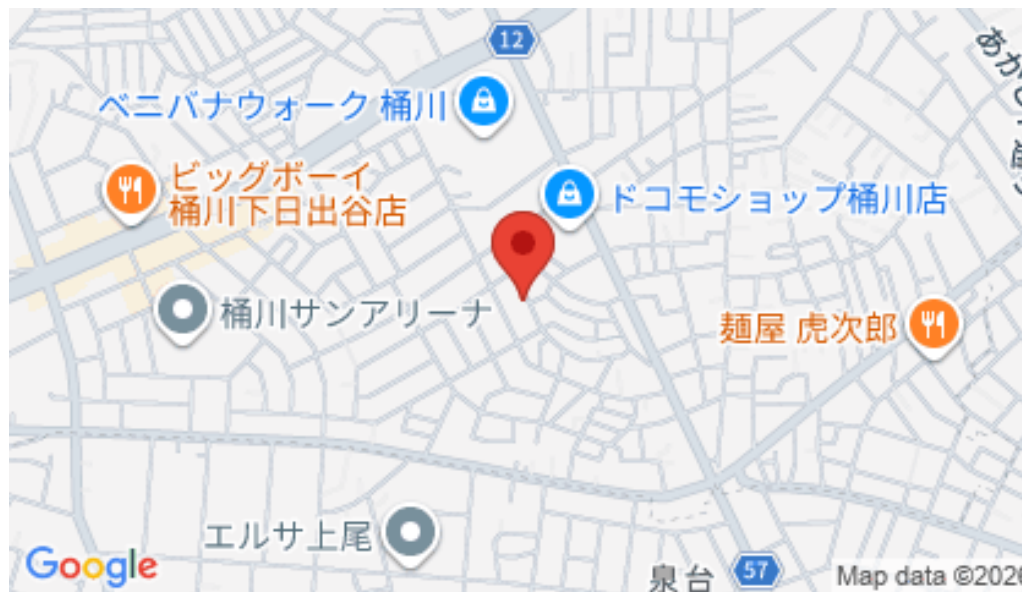 12
ベニバナウォーク 桶川
ビッグボーイ
桶川下日出谷店
ドコモショップ桶川店
桶川サンアリーナ
麺屋 虎次郎
エルサ上尾
泉台
57
Google
Map data ©2026